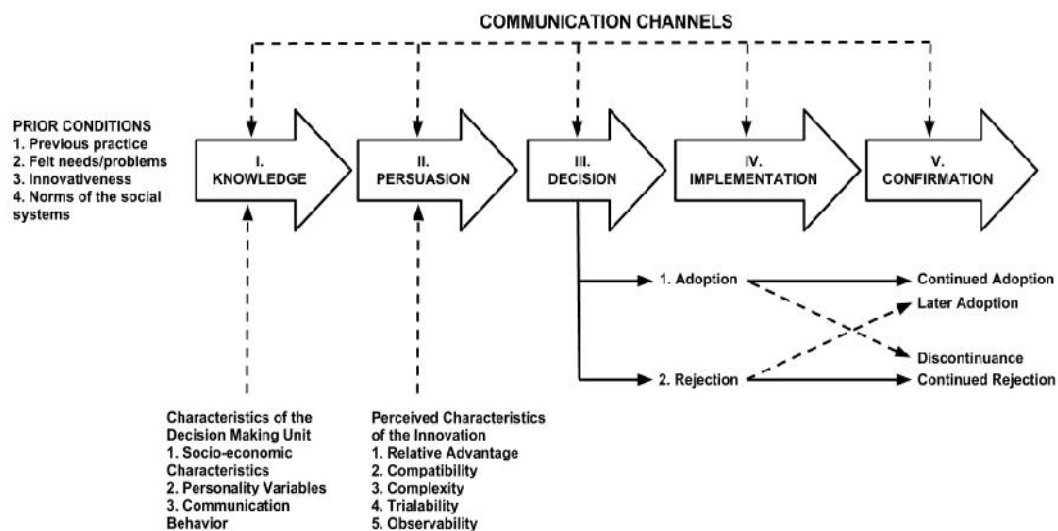 COMMUNICATION CHANNELS
PRIOR CONDITIONS
1. Previous practice
2. Felt needs/problems
3. Innovativeness
4. Norms of the social
systems
I.
KNOWLEDGE
II.
PERSUASION
III.
DECISION
IV.
IMPLEMENTATION
V.
CONFIRMATION
1. Adoption
Continued Adoption
Later Adoption
Discontinuance
2. Rejection
Continued Rejection
Characteristics of the
Decision Making Unit
1. Socio-economic
Characteristics
2. Personality Variables
3. Communication
Behavior
Perceived Characteristics
of the Innovation
1. Relative Advantage
2. Compatibility
3. Complexity
4. Trialability
5. Observability